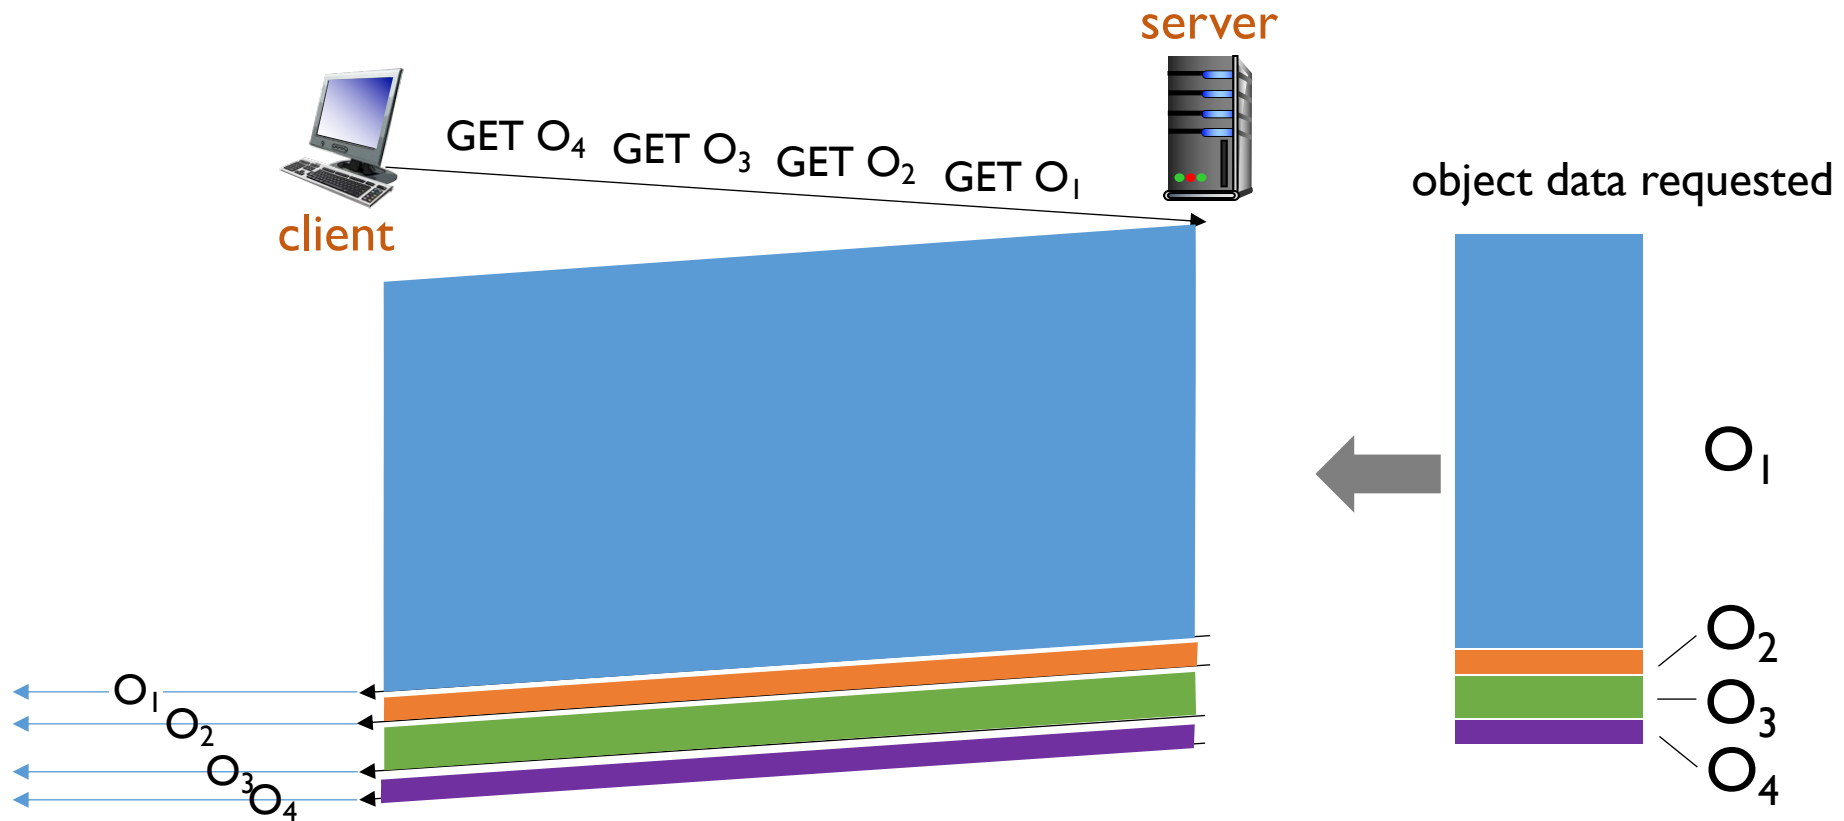 server
GET O₄ GET O₃ GET O₂ GET O₁
object data requested
client
O₁
O₂
O₃
O₄
O₁
O₂
O₃
O₄